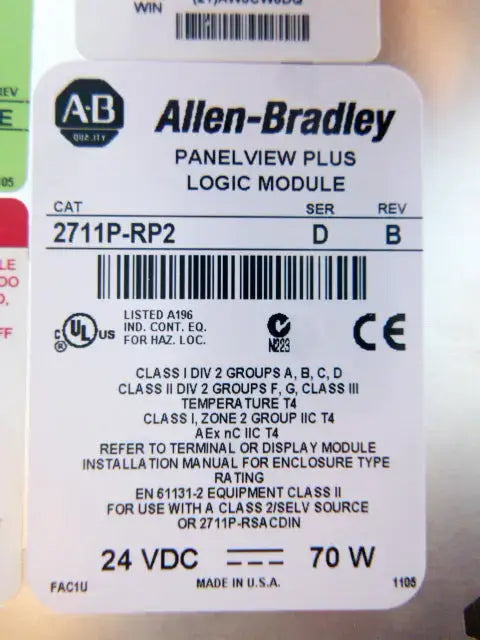 WIN
Allen-Bradley
A-B
QUALITY
PANELVIEW PLUS
LOGIC MODULE
CAT SER REV
2711P-RP2 D B
LISTED A196
IND. CONT. EQ.
FOR HAZ. LOC.
C UL US
®
N223
CE
CLASS I DIV 2 GROUPS A, B, C, D
CLASS II DIV 2 GROUPS F, G, CLASS III
TEMPERATURE T4
CLASS I, ZONE 2 GROUP IIC T4
AEx nC IIC T4
REFER TO TERMINAL OR DISPLAY MODULE
INSTALLATION MANUAL FOR ENCLOSURE TYPE
RATING
EN 61131-2 EQUIPMENT CLASS II
FOR USE WITH A CLASS 2/SELV SOURCE
OR 2711P-RSACDIN
24 VDC 70 W
FAC1U MADE IN U.S.A. 1105